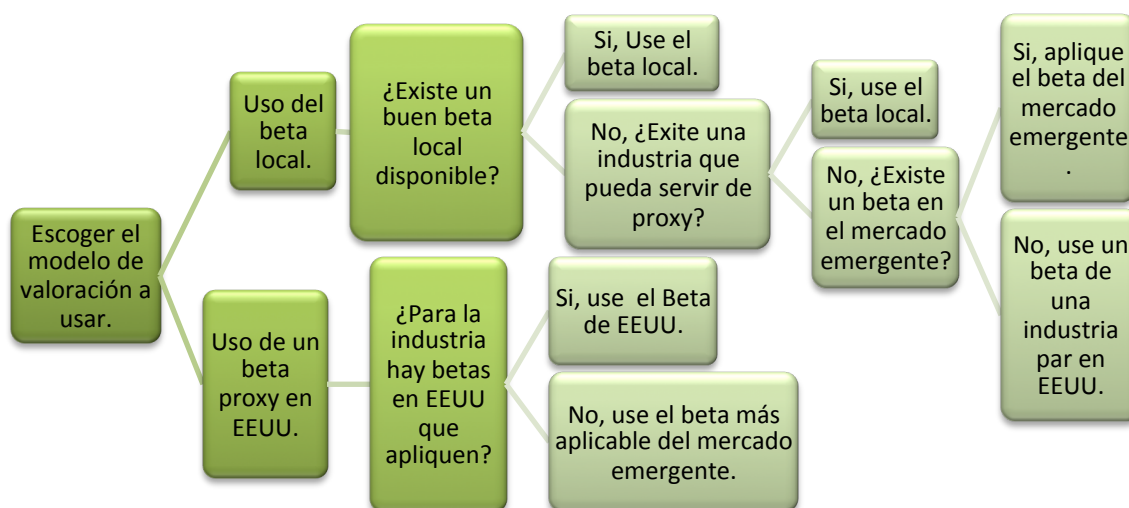 Escoger el
modelo de
valoración a
usar.
Uso del
beta
local.
¿Existe un
buen beta
local
disponible?
Si, Use el
beta local.
No, ¿Exite una
industria que
pueda servir de
proxy?
Si, use el
beta local.
No, ¿Existe
un beta en
el mercado
emergente?
Si, aplique
el beta del
mercado
emergente
.
No, use un
beta de
una
industria
par en
EEUU.
Uso de un
beta
proxy en
EEUU.
¿Para la
industria
hay betas
en EEUU
que
apliquen?
Si, use  el Beta
de EEUU.
No, use el beta más
aplicable del mercado
emergente.